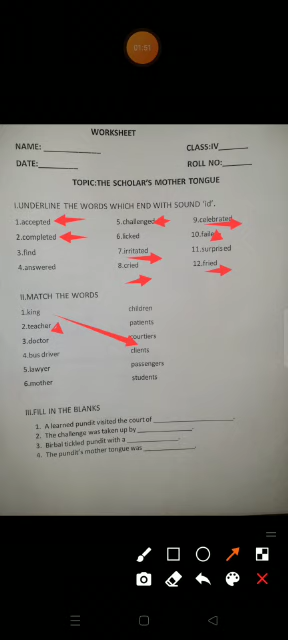 01:51
WORKSHEET
NAME: ____________ CLASS:IV______
DATE:________ ROLL NO:______
TOPIC:THE SCHOLAR'S MOTHER TONGUE
I.UNDERLINE THE WORDS WHICH END WITH SOUND 'id'.
1.accepted 5.challenged 9.celebrated
2.completed 6.licked 10.failed
3.find 7.irritated 11.surprised
4.answered 8.cried 12.fried
II.MATCH THE WORDS
1.king children
2.teacher patients
3.doctor courtiers
4.bus driver clients
5.lawyer passengers
6.mother students
III.FILL IN THE BLANKS
1. A learned pundit visited the court of ____________________.
2. The challenge was taken up by ______________.
3. Birbal tickled pundit with a _____________.
4. The pundit's mother tongue was _____________.